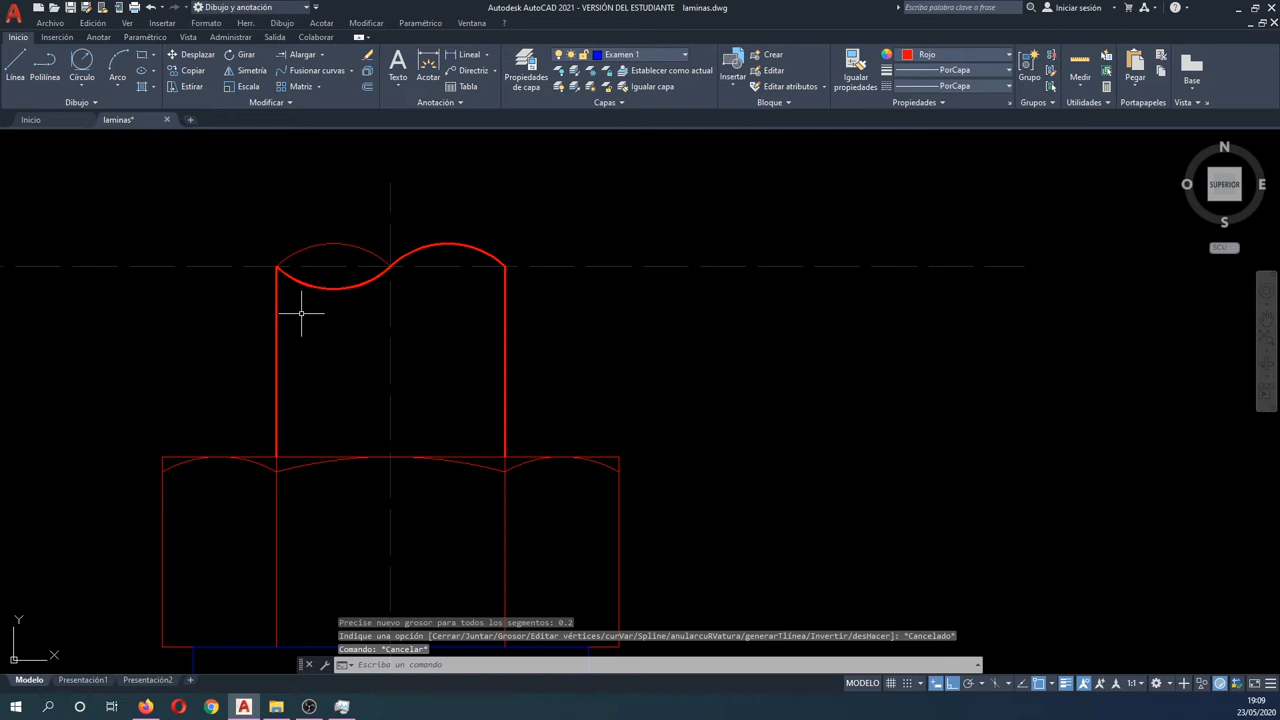 Autodesk AutoCAD 2021 - VERSIÓN DEL ESTUDIANTE laminas.dwg
Dibujo y anotación
Escriba palabra clave o frase
Iniciar sesión
Archivo Edición Ver Insertar Formato Herr. Dibujo Acotar Modificar Paramétrico Ventana ?
Inicio Inserción Anotar Paramétrico Vista Administrar Salida Colaborar
Línea Polilínea Círculo Arco
Desplazar Girar Alargar
Copiar Simetría Fusionar curvas
Estirar Escala Matriz
Texto Acotar
Lineal
Directriz
Tabla
Propiedades de capa
Examen 1
Establecer como actual
Igualar capa
Insertar
Crear
Editar
Editar atributos
Igualar propiedades
Rojo
PorCapa
PorCapa
Grupo Medir Pegar Base
Dibujo Modificar Anotación Capas Bloque Propiedades Grupos Utilidades Portapapeles Vista
Inicio laminas*
N
O SUPERIOR E
S
SCU
Precise nuevo grosor para todos los segmentos: 0.2
Indique una opción [Cerrar/Juntar/Grosor/Editar vértices/curVar/Spline/anularcuRVatura/generarTlínea/Invertir/desHacer]: *Cancelado*
Comando: *Cancelar*
Escriba un comando
Y
X
Modelo Presentación1 Presentación2
MODELO
1:1
19:09
23/05/2020